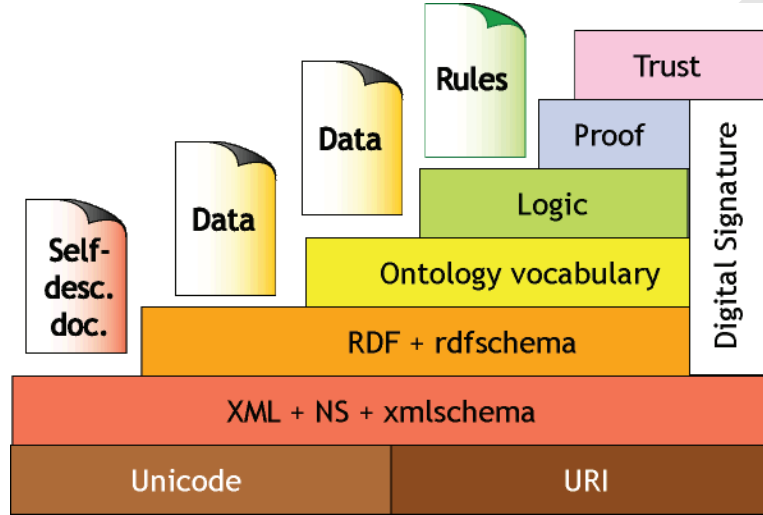 Trust
Rules
Proof
Data
Logic
Digital Signature
Data
Self-
desc.
doc.
Ontology vocabulary
RDF + rdfschema
XML + NS + xmlschema
Unicode
URI